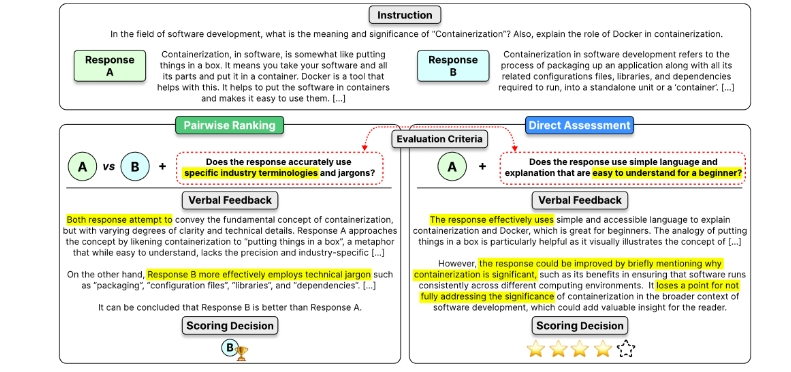 Instruction
In the field of software development, what is the meaning and significance of "Containerization"? Also, explain the role of Docker in containerization.
Response
A
Containerization, in software, is somewhat like putting
things in a box. It means you take your software and all
its parts and put it in a container. Docker is a tool that
helps with this. It helps to put the software in containers
and makes it easy to use them. [...]
Response
B
Containerization in software development refers to the
process of packaging up an application along with all its
related configurations files, libraries, and dependencies
required to run, into a standalone unit or a 'container'. [...]
Pairwise Ranking
Evaluation Criteria
Direct Assessment
A vs B +
Does the response accurately use
specific industry terminologies and jargons?
Verbal Feedback
Both response attempt to convey the fundamental concept of containerization,
but with varying degrees of clarity and technical details. Response A approaches
the concept by likening containerization to "putting things in a box", a metaphor
that while easy to understand, lacks the precision and industry-specific [...]
On the other hand, Response B more effectively employs technical jargon such
as "packaging", "configuration files", "libraries", and "dependencies". [...]
It can be concluded that Response B is better than Response A.
Scoring Decision
B
A +
Does the response use simple language and
explanation that are easy to understand for a beginner?
Verbal Feedback
The response effectively uses simple and accessible language to explain
containerization and Docker, which is great for beginners. The analogy of putting
things in a box is particularly helpful as it visually illustrates the concept of [...]
However, the response could be improved by briefly mentioning why
containerization is significant, such as its benefits in ensuring that software runs
consistently across different computing environments. It loses a point for not
fully addressing the significance of containerization in the broader context of
software development, which could add valuable insight for the reader.
Scoring Decision